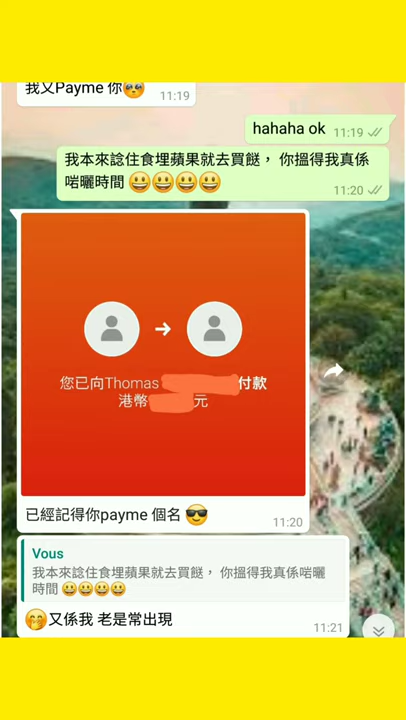 我又Payme 你🥺
11:19
hahaha ok
11:19
我本來諗住食埋蘋果就去買餸， 你搵得我真係
啱曬時間 😀😀😀😀
11:20
您已向Thomas 付款
港幣 元
已經記得你payme 個名 😎
11:20
Vous
我本來諗住食埋蘋果就去買餸， 你搵得我真係啱曬
時間 😀😀😀😀
🤭又係我 老是常出現
11:21